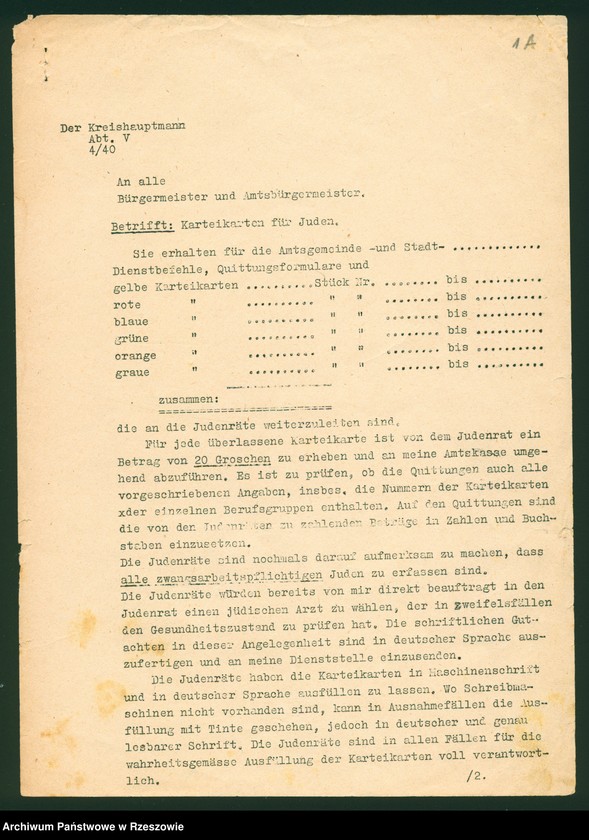 1A
Der Kreishauptmann
Abt. V
4/40
An alle
Bürgermeister und Amtsbürgermeister.
Betrifft: Karteikarten für Juden.
Sie erhalten für die Amtsgemeinde -und Stadt- .............
Dienstbefehle, Quittungsformulare und
gelbe Karteikarten ..........Stück Nr. ........ bis ..........
rote " .......... " " ........ bis ..........
blaue " .......... " " ........ bis ..........
grüne " .......... " " ........ bis ..........
orange " .......... " " ........ bis ..........
graue " .......... " " ........ bis ..........
zusammen:
die an die Judenräte weiterzuleiten sind.
Für jede überlassene Karteikarte ist von dem Judenrat ein
Betrag von 20 Groschen zu erheben und an meine Amtskasse umge-
hend abzuführen. Es ist zu prüfen, ob die Quittungen auch alle
vorgeschriebenen Angaben, insbes. die Nummern der Karteikarten
xder einzelnen Berufsgruppen enthalten. Auf den Quittungen sind
die von den Judenräten zu zahlenden Beträge in Zahlen und Buch-
staben einzusetzen.
Die Judenräte sind nochmals darauf aufmerksam zu machen, dass
alle zwangsarbeitspflichtigen Juden zu erfassen sind.
Die Judenräte würden bereits von mir direkt beauftragt in den
Judenrat einen jüdischen Arzt zu wählen, der in Zweifelsfällen
den Gesundheitszustand zu prüfen hat. Die schriftlichen Gut-
achten in dieser Angelegenheit sind in deutscher Sprache aus-
zufertigen und an meine Dienststelle einzusenden.
Die Judenräte haben die Karteikarten in Maschinenschrift
und in deutscher Sprache ausfüllen zu lassen. Wo Schreibma-
schinen nicht vorhanden sind, kann in Ausnahmefällen die Aus-
füllung mit Tinte geschehen, jedoch in deutscher und genau
lesbarer Schrift. Die Judenräte sind in allen Fällen für die
wahrheitsgemässe Ausfüllung der Karteikarten voll verantwort-
lich.
/2.
Archiwum Państwowe w Rzeszowie